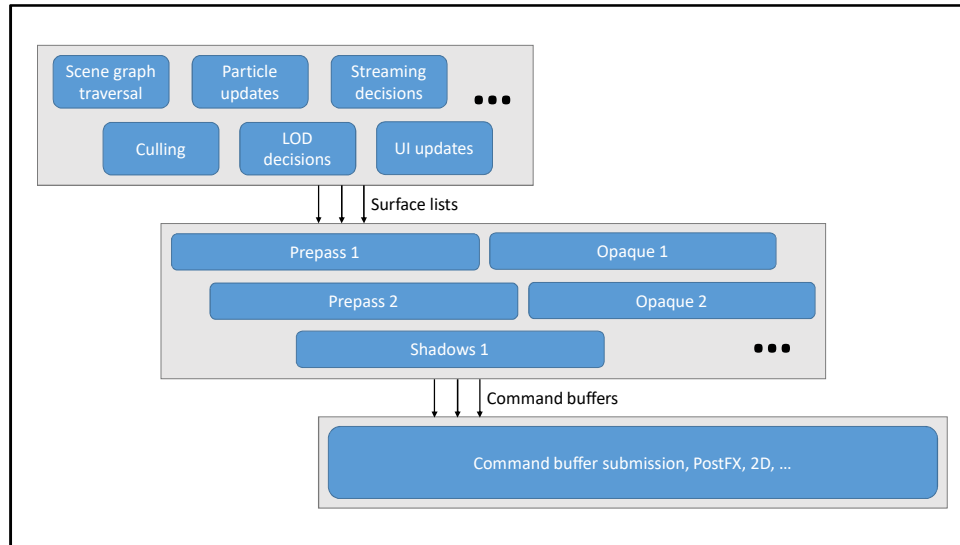 Scene graph
traversal
Particle
updates
Streaming
decisions
Culling
LOD
decisions
UI updates
Surface lists
Prepass 1
Opaque 1
Prepass 2
Opaque 2
Shadows 1
Command buffers
Command buffer submission, PostFX, 2D, ...